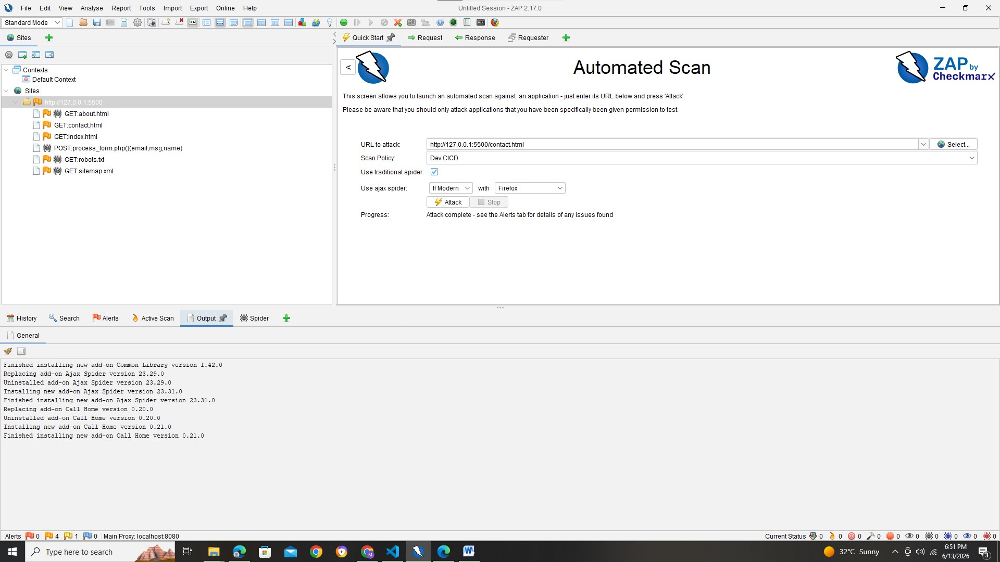 File Edit View Analyse Report Tools Import Export Online Help
Untitled Session - ZAP 2.17.0
Standard Mode
Sites
Quick Start Request Response Requester
Contexts
Default Context
Sites
http://127.0.0.1:5500
GET:about.html
GET:contact.html
GET:index.html
POST:process_form.php()(email,msg,name)
GET:robots.txt
GET:sitemap.xml
<
Automated Scan
ZAP by
Checkmarx
This screen allows you to launch an automated scan against an application - just enter its URL below and press 'Attack'.
Please be aware that you should only attack applications that you have been specifically been given permission to test.
URL to attack: http://127.0.0.1:5500/contact.html Select...
Scan Policy: Dev CICD
Use traditional spider:
Use ajax spider: If Modern with Firefox
Attack Stop
Progress: Attack complete - see the Alerts tab for details of any issues found
History Search Alerts Active Scan Output Spider
General
Finished installing new add-on Common Library version 1.42.0
Replacing add-on Ajax Spider version 23.29.0
Uninstalled add-on Ajax Spider version 23.29.0
Installing new add-on Ajax Spider version 23.31.0
Finished installing new add-on Ajax Spider version 23.31.0
Replacing add-on Call Home version 0.20.0
Uninstalled add-on Call Home version 0.20.0
Installing new add-on Call Home version 0.21.0
Finished installing new add-on Call Home version 0.21.0
Alerts 0 4 1 0 Main Proxy: localhost:8080
Current Status 0 0 0 0 0 0 0 0 0 0
Type here to search
32°C Sunny
6:51 PM
6/13/2026
3